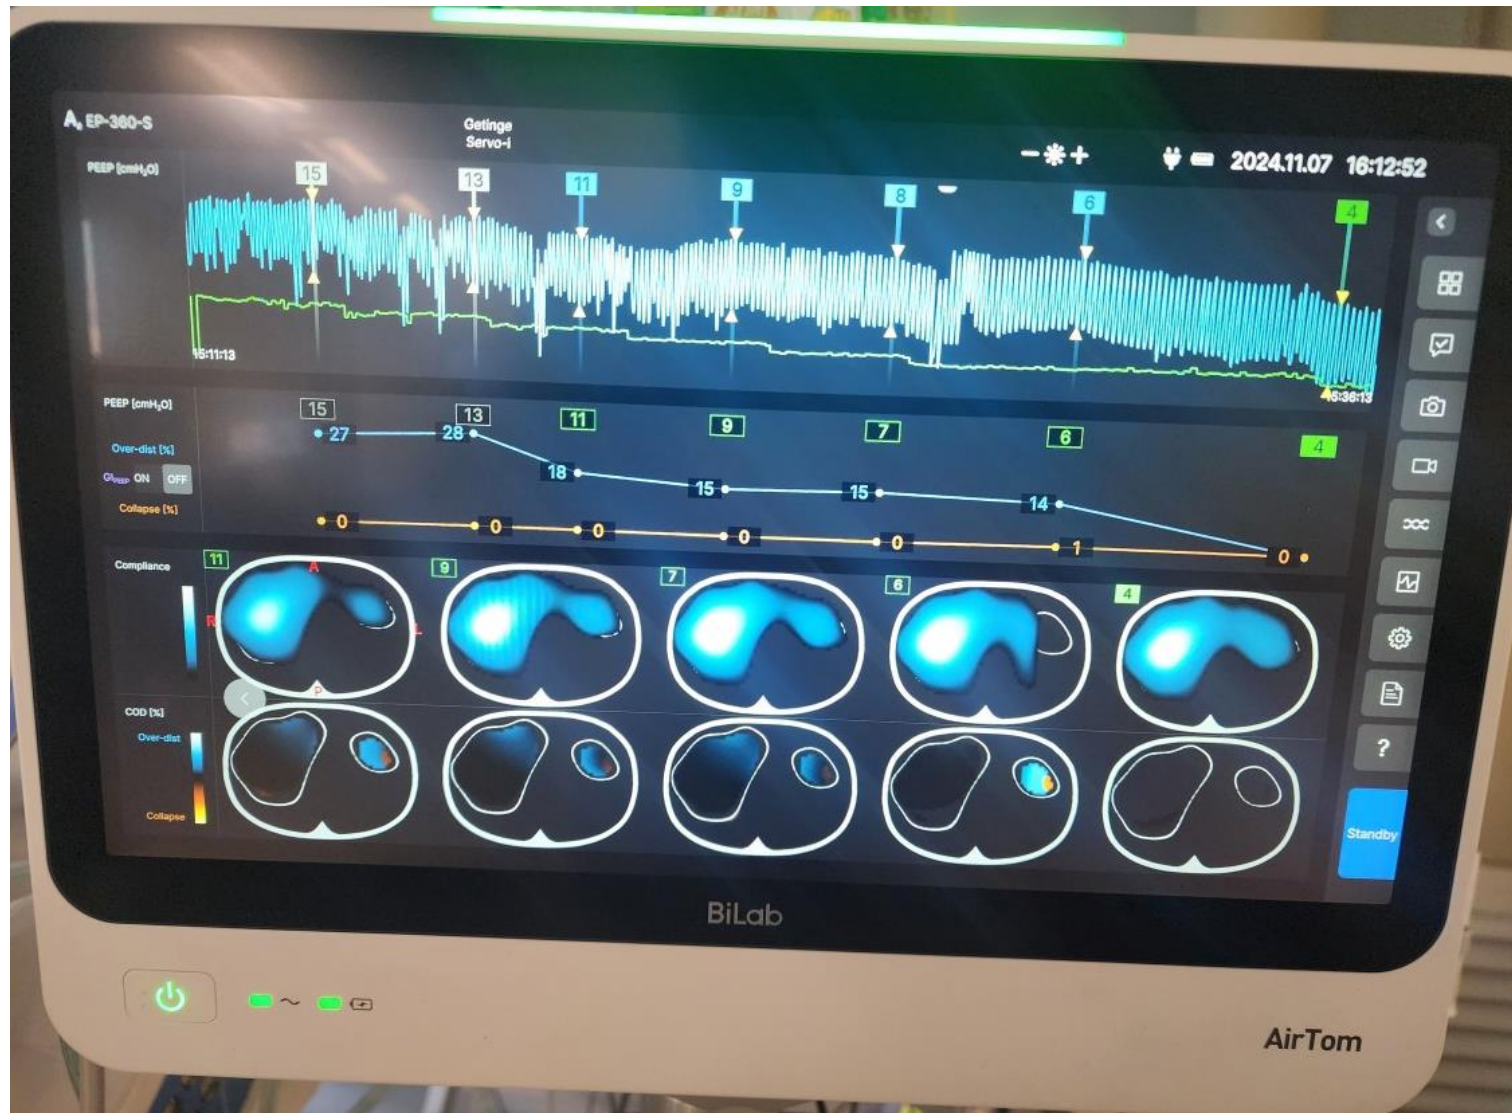 A. EP-360-S
Getinge
Servo-i
2024.11.07 16:12:52
PEEP [cmH₂O]
15 13 11 9 8 6 4
15:11:13
15:36:13
PEEP [cmH₂O]
15 13 11 9 7 6 4
Over-dist [%]
27 28 18 15 15 14
GI PEEP ON OFF
Collapse [%]
0 0 0 0 0 1 0
Compliance
11 9 7 6 4
A
R L
P
COD [%]
Over-dist
Collapse
?
Standby
BiLab
AirTom